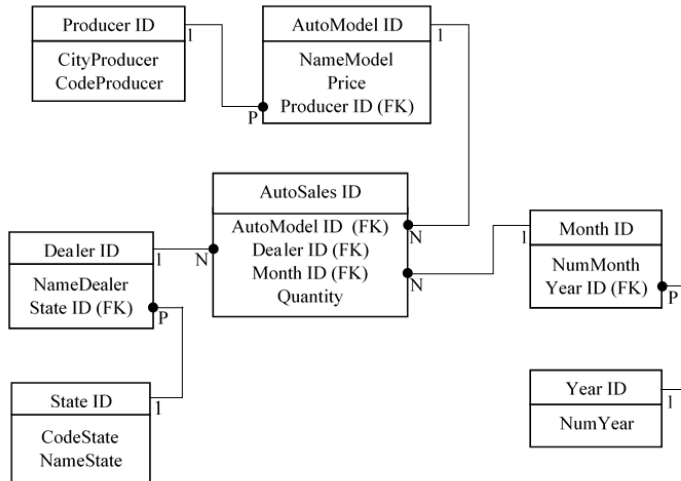 Producer ID
1
CityProducer
CodeProducer
AutoModel ID
1
NameModel
Price
Producer ID (FK)
P
AutoSales ID
AutoModel ID (FK)
Dealer ID (FK)
Month ID (FK)
Quantity
N
N
N
Dealer ID
1
NameDealer
State ID (FK)
P
Month ID
1
NumMonth
Year ID (FK)
P
State ID
1
CodeState
NameState
Year ID
1
NumYear